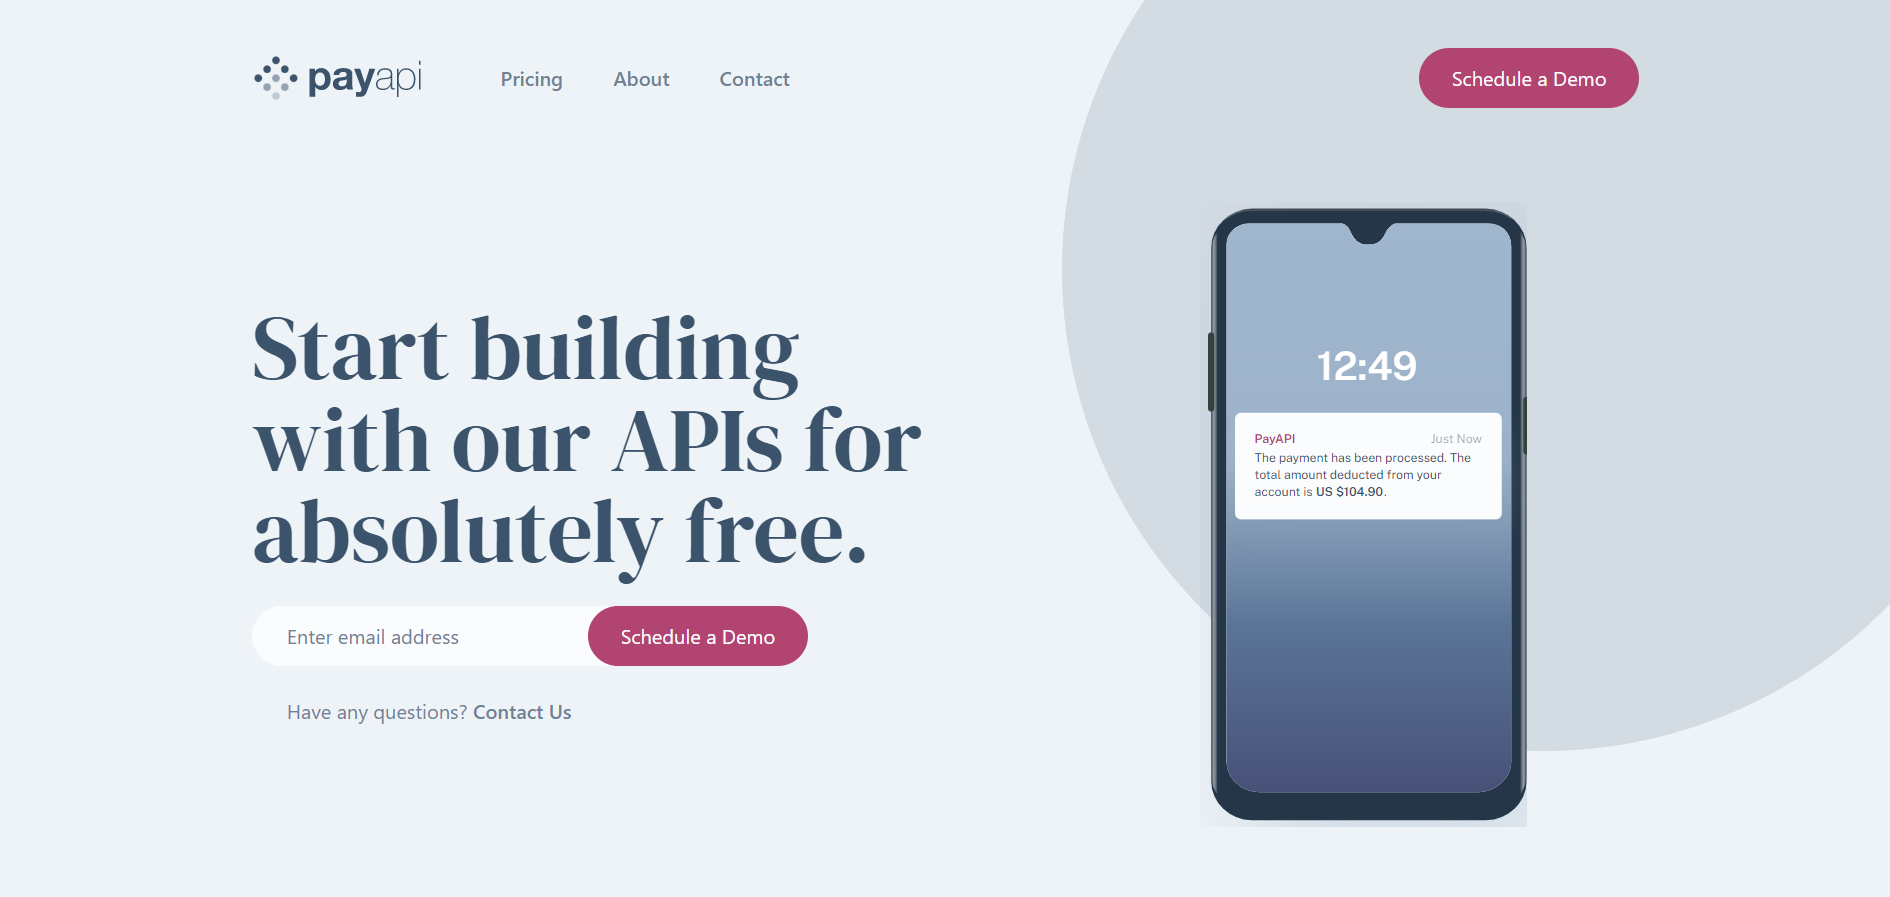 payapi
Pricing
About
Contact
Schedule a Demo
Start building
with our APIs for
absolutely free.
Enter email address
Schedule a Demo
Have any questions? Contact Us
12:49
PayAPI
Just Now
The payment has been processed. The
total amount deducted from your
account is US $104.90.